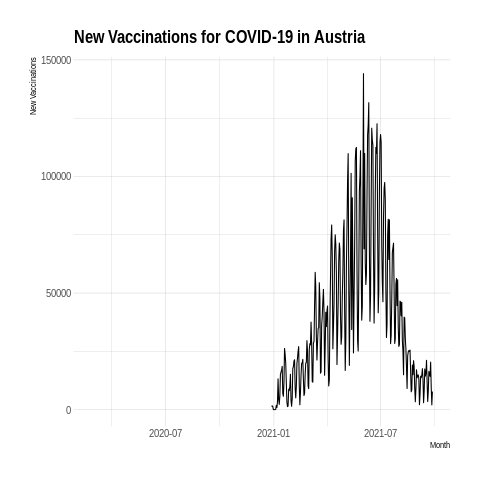 New Vaccinations for COVID-19 in Austria
New Vaccinations
150000
100000
50000
0
2020-07
2021-01
2021-07
Month